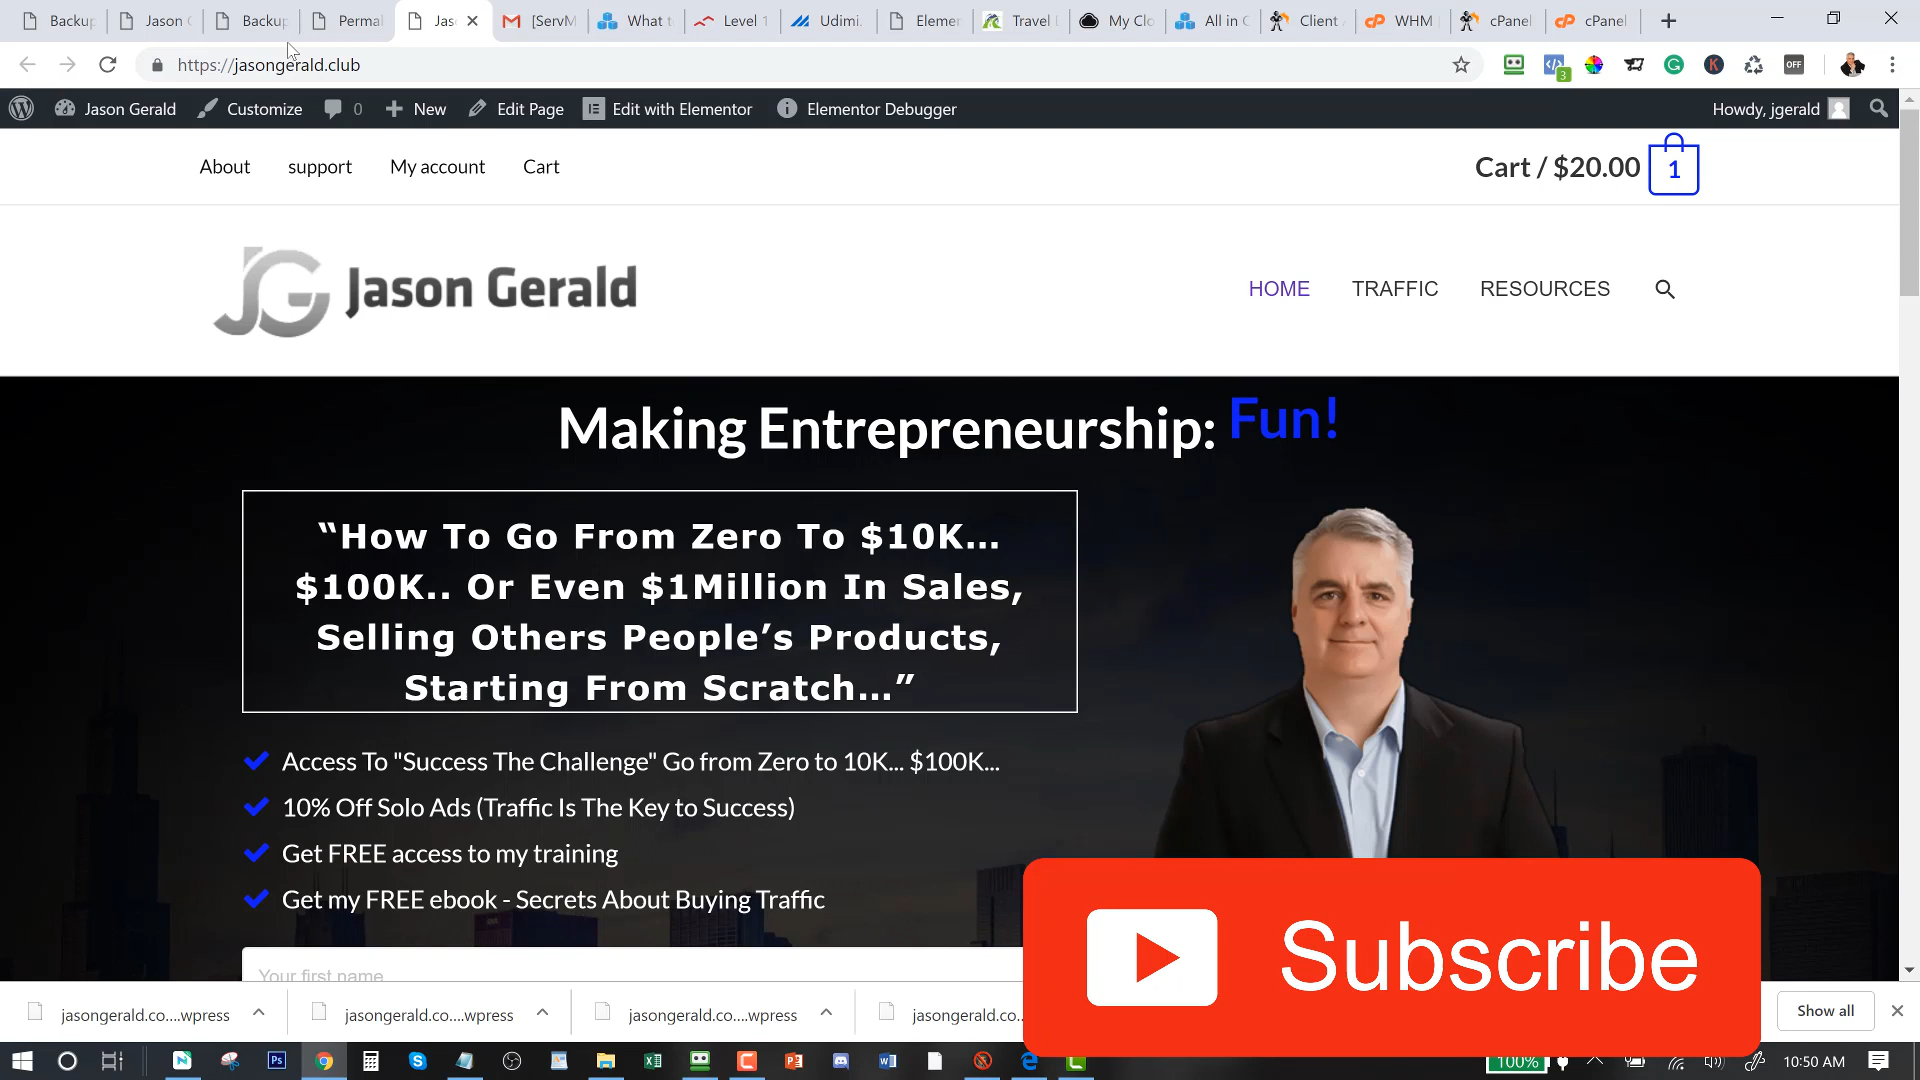 Backup
Jason G
Backup
Permal
Jas
[ServM
What t
Level 1
Udimi.
Elemen
Travel L
My Clo
All in C
Client A
WHM
cPanel
cPanel
https://jasongerald.club
3
OFF
Jason Gerald
Customize
0
New
Edit Page
Edit with Elementor
Elementor Debugger
Howdy, jgerald
About
support
My account
Cart
Cart / $20.00
1
JG Jason Gerald
HOME
TRAFFIC
RESOURCES
Making Entrepreneurship: Fun!
“How To Go From Zero To $10K…
$100K.. Or Even $1Million In Sales,
Selling Others People’s Products,
Starting From Scratch…”
Access To "Success The Challenge" Go from Zero to 10K... $100K...
10% Off Solo Ads (Traffic Is The Key to Success)
Get FREE access to my training
Get my FREE ebook - Secrets About Buying Traffic
Your first name
Subscribe
jasongerald.co....wpress
jasongerald.co....wpress
jasongerald.co....wpress
jasongerald.co...
Show all
100%
10:50 AM